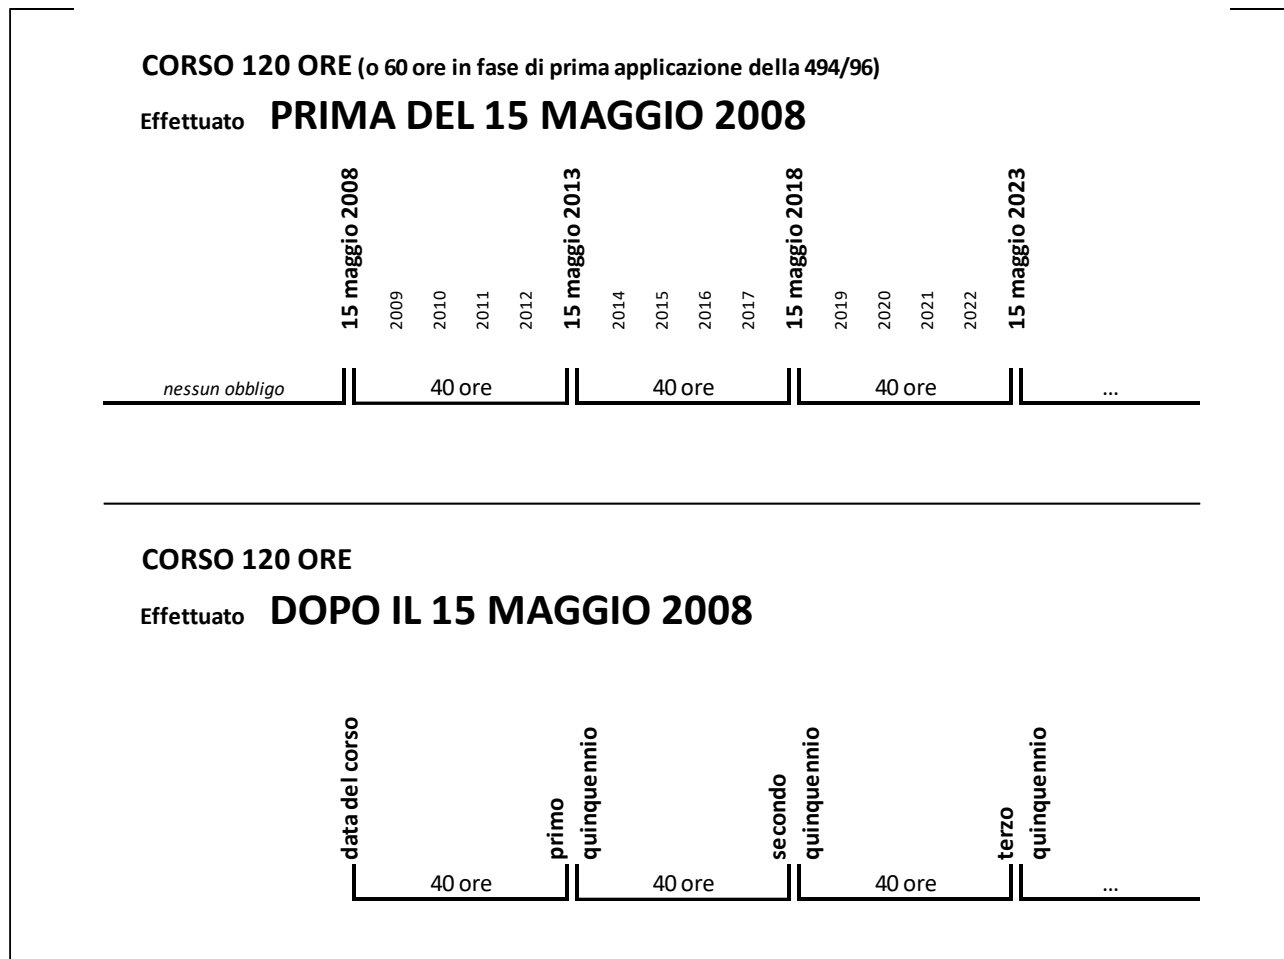 CORSO 120 ORE (o 60 ore in fase di prima applicazione della 494/96)
Effettuato PRIMA DEL 15 MAGGIO 2008
15 maggio 2008
2009
2010
2011
2012
15 maggio 2013
2014
2015
2016
2017
15 maggio 2018
2019
2020
2021
2022
15 maggio 2023
nessun obbligo
40 ore
40 ore
40 ore
...
CORSO 120 ORE
Effettuato DOPO IL 15 MAGGIO 2008
data del corso
primo
quinquennio
secondo
quinquennio
terzo
quinquennio
40 ore
40 ore
40 ore
...